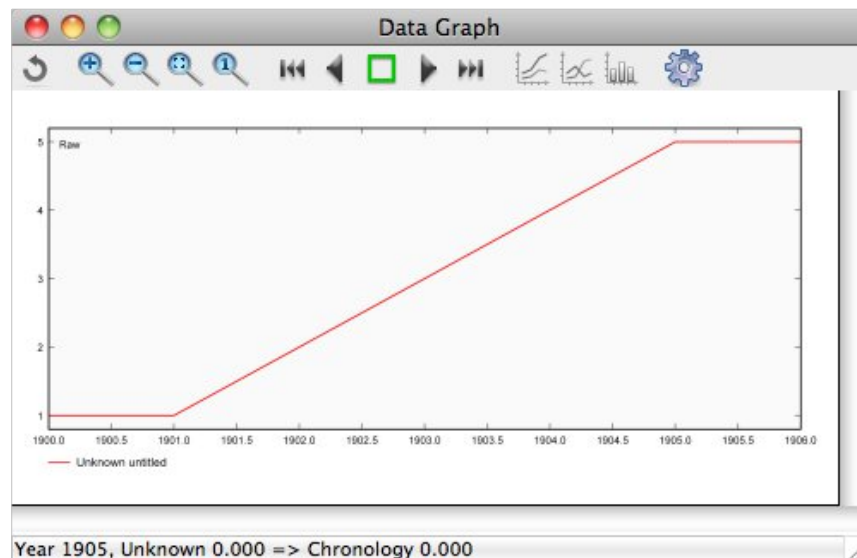 Data Graph
1
5
Raw
4
3
2
1
1900.0 1900.5 1901.0 1901.5 1902.0 1902.5 1903.0 1903.5 1904.0 1904.5 1905.0 1905.5 1906.0
Unknown untitled
Year 1905, Unknown 0.000 => Chronology 0.000